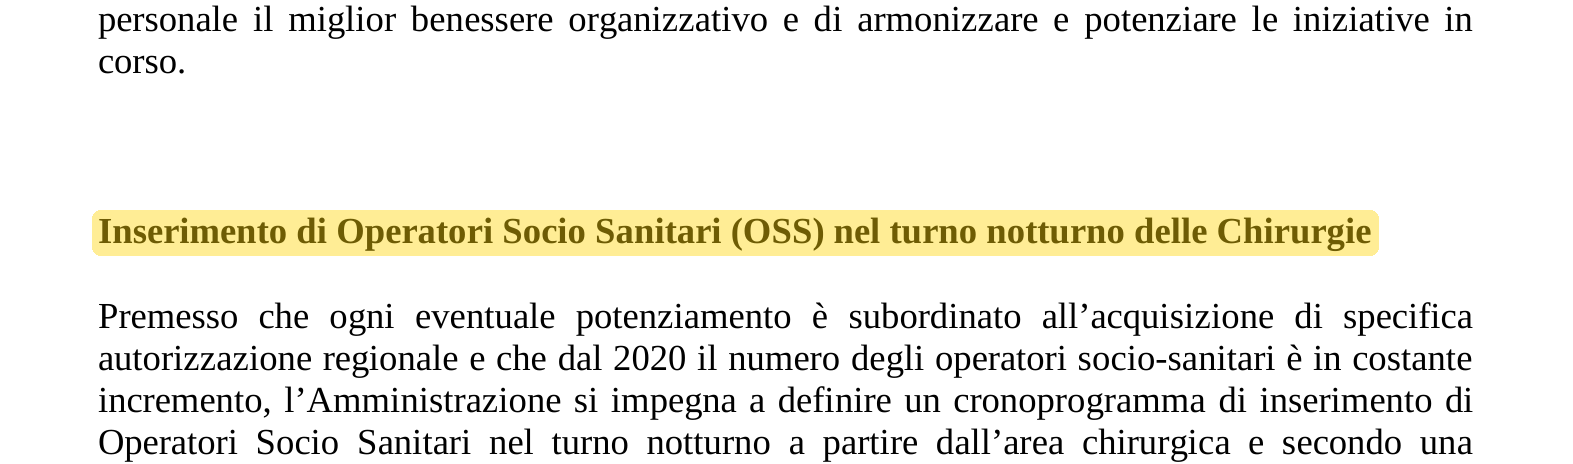 personale il miglior benessere organizzativo e di armonizzare e potenziare le iniziative in
corso.
Inserimento di Operatori Socio Sanitari (OSS) nel turno notturno delle Chirurgie
Premesso che ogni eventuale potenziamento è subordinato all’acquisizione di specifica
autorizzazione regionale e che dal 2020 il numero degli operatori socio-sanitari è in costante
incremento, l’Amministrazione si impegna a definire un cronoprogramma di inserimento di
Operatori Socio Sanitari nel turno notturno a partire dall’area chirurgica e secondo una